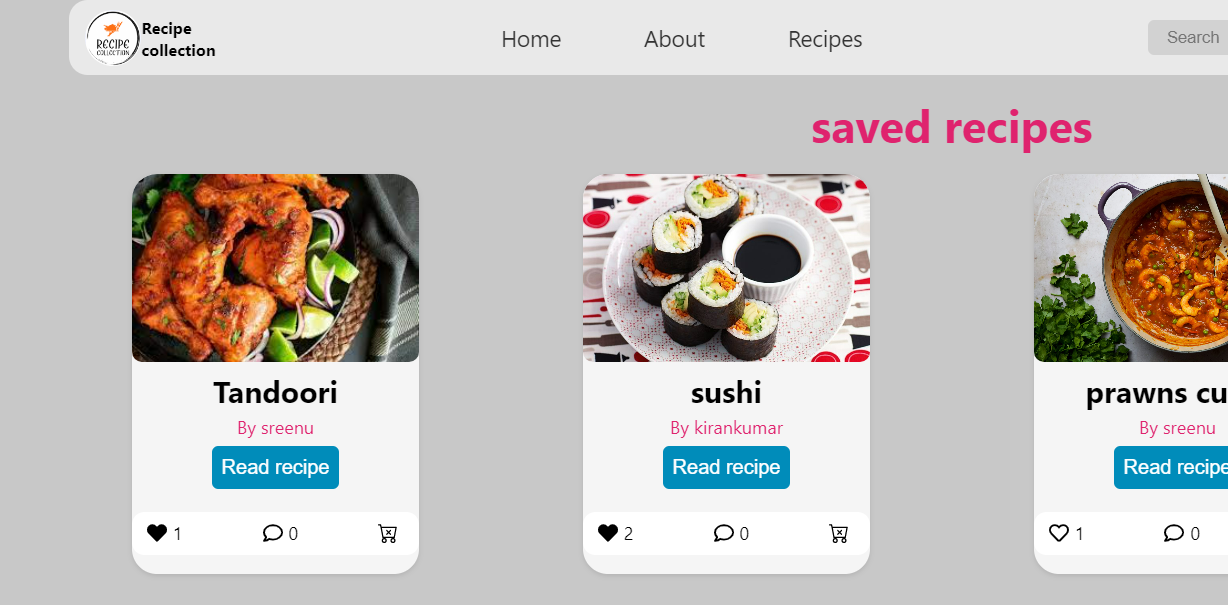 RECIPE
COLLECTION
Recipe
collection
Home About Recipes
Search
saved recipes
Tandoori
By sreenu
Read recipe
1 0
sushi
By kirankumar
Read recipe
2 0
prawns cu
By sreenu
Read recipe
1 0